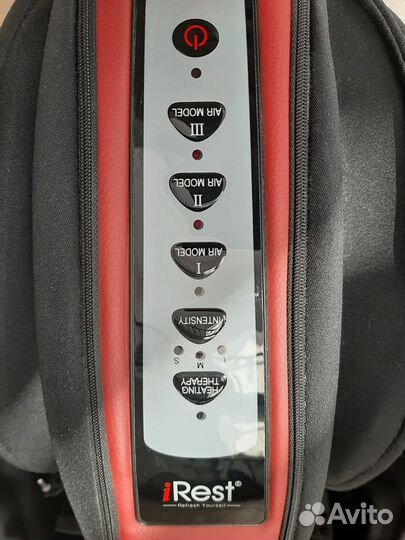 III
AIR MODEL
II
AIR MODEL
I
AIR MODEL
INTENSITY
S M L
HEATING
THERAPY
iRest®
Refresh Yourself
Avito